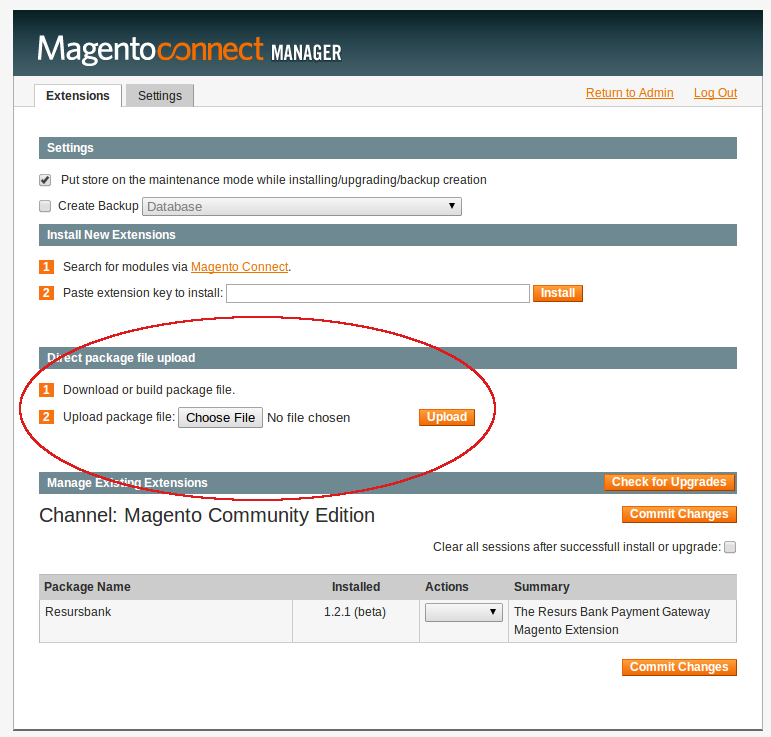 Magentoconnect MANAGER
Extensions
Settings
Return to Admin
Log Out
Settings
Put store on the maintenance mode while installing/upgrading/backup creation
Create Backup Database
Install New Extensions
1 Search for modules via Magento Connect.
2 Paste extension key to install: Install
Direct package file upload
1 Download or build package file.
2 Upload package file: Choose File No file chosen Upload
Manage Existing Extensions Check for Upgrades
Channel: Magento Community Edition Commit Changes
Clear all sessions after successfull install or upgrade:
Package Name Installed Actions Summary
Resursbank 1.2.1 (beta) The Resurs Bank Payment Gateway
Magento Extension
Commit Changes